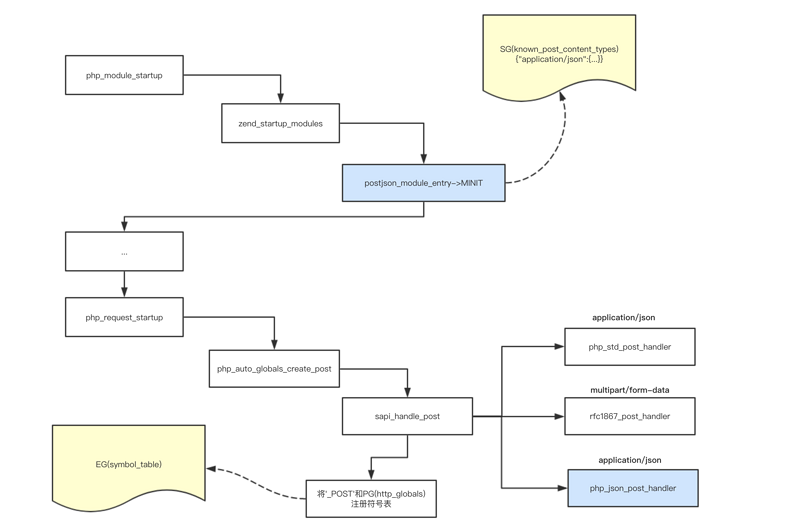 SG(known_post_content_types)
{"application/json":{...}}
php_module_startup
zend_startup_modules
postjson_module_entry->MINIT
...
php_request_startup
application/json
php_std_post_handler
php_auto_globals_create_post
multipart/form-data
sapi_handle_post
rfc1867_post_handler
application/json
EG(symbol_table)
php_json_post_handler
将'_POST'和PG(http_globals)
注册符号表